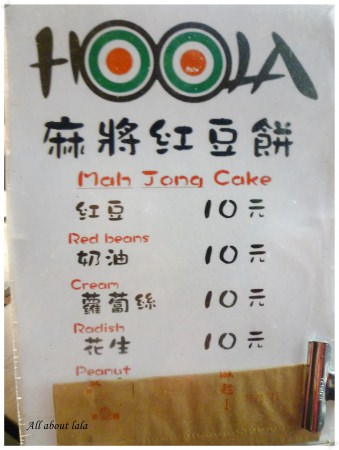 HOOLA
麻將紅豆餅
Mah Jong Cake
紅豆 10元
Red beans
奶油 10元
Cream
蘿蔔絲 10元
Radish
花生 10元
Peanut
All about lala